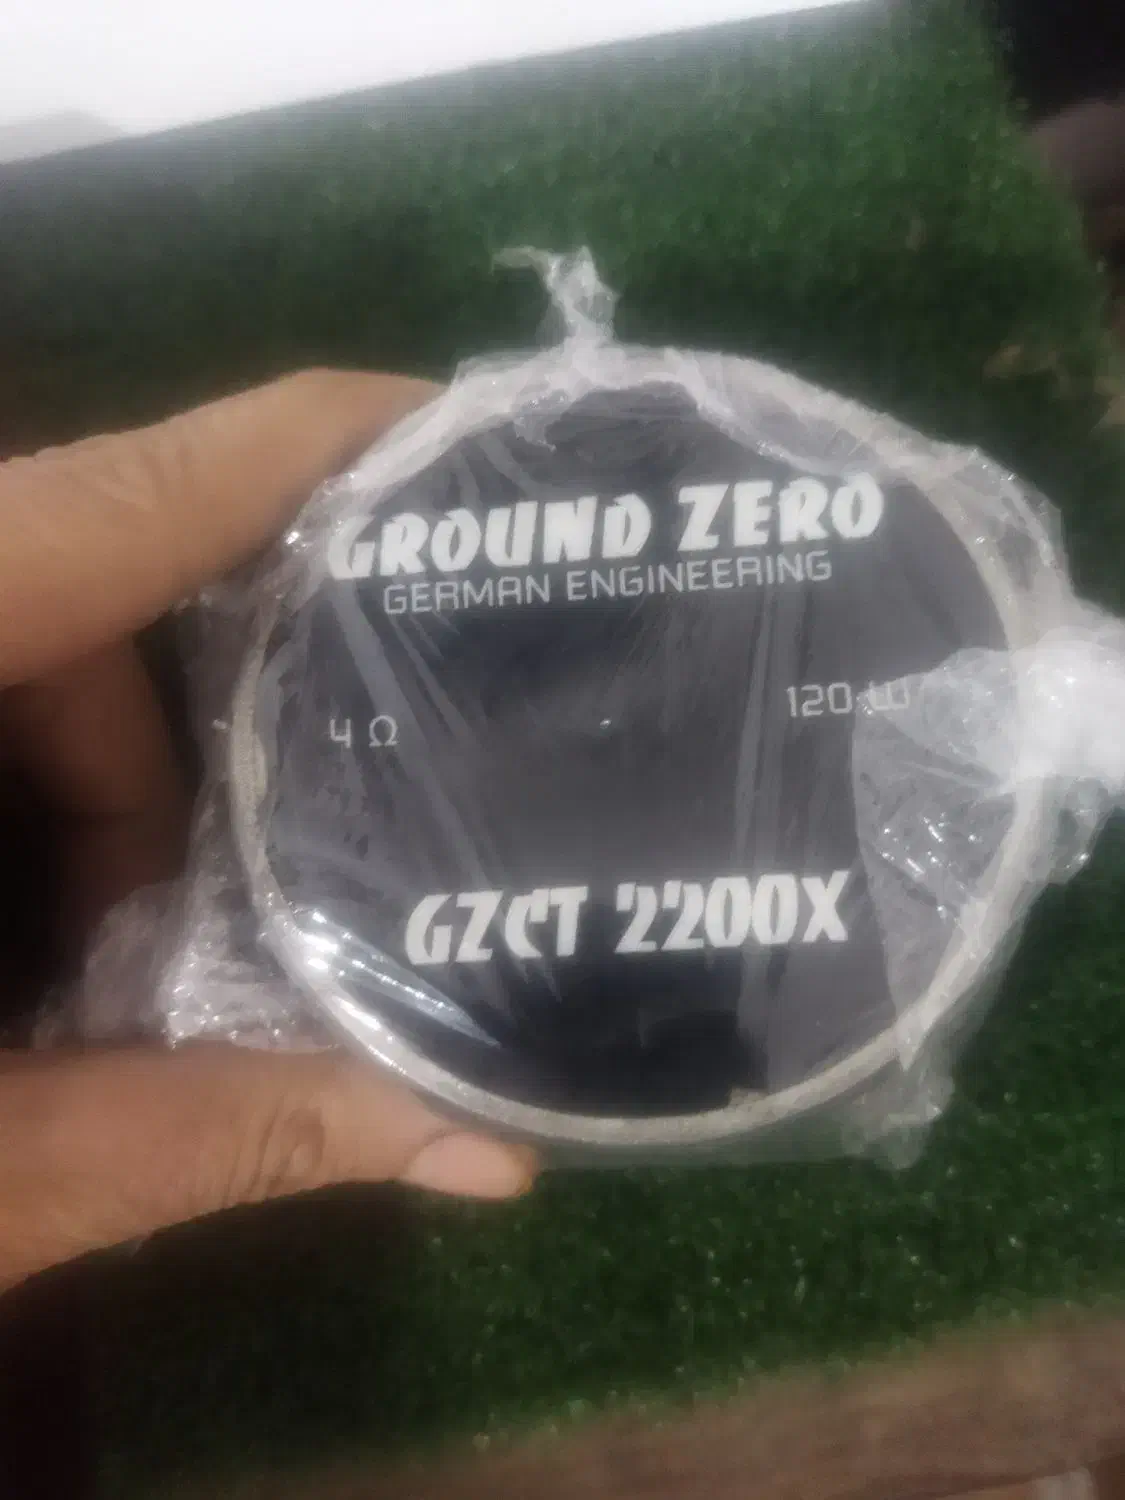 GROUND ZERO
GERMAN ENGINEERING
4 Ω
120 W
GZCT 2200X